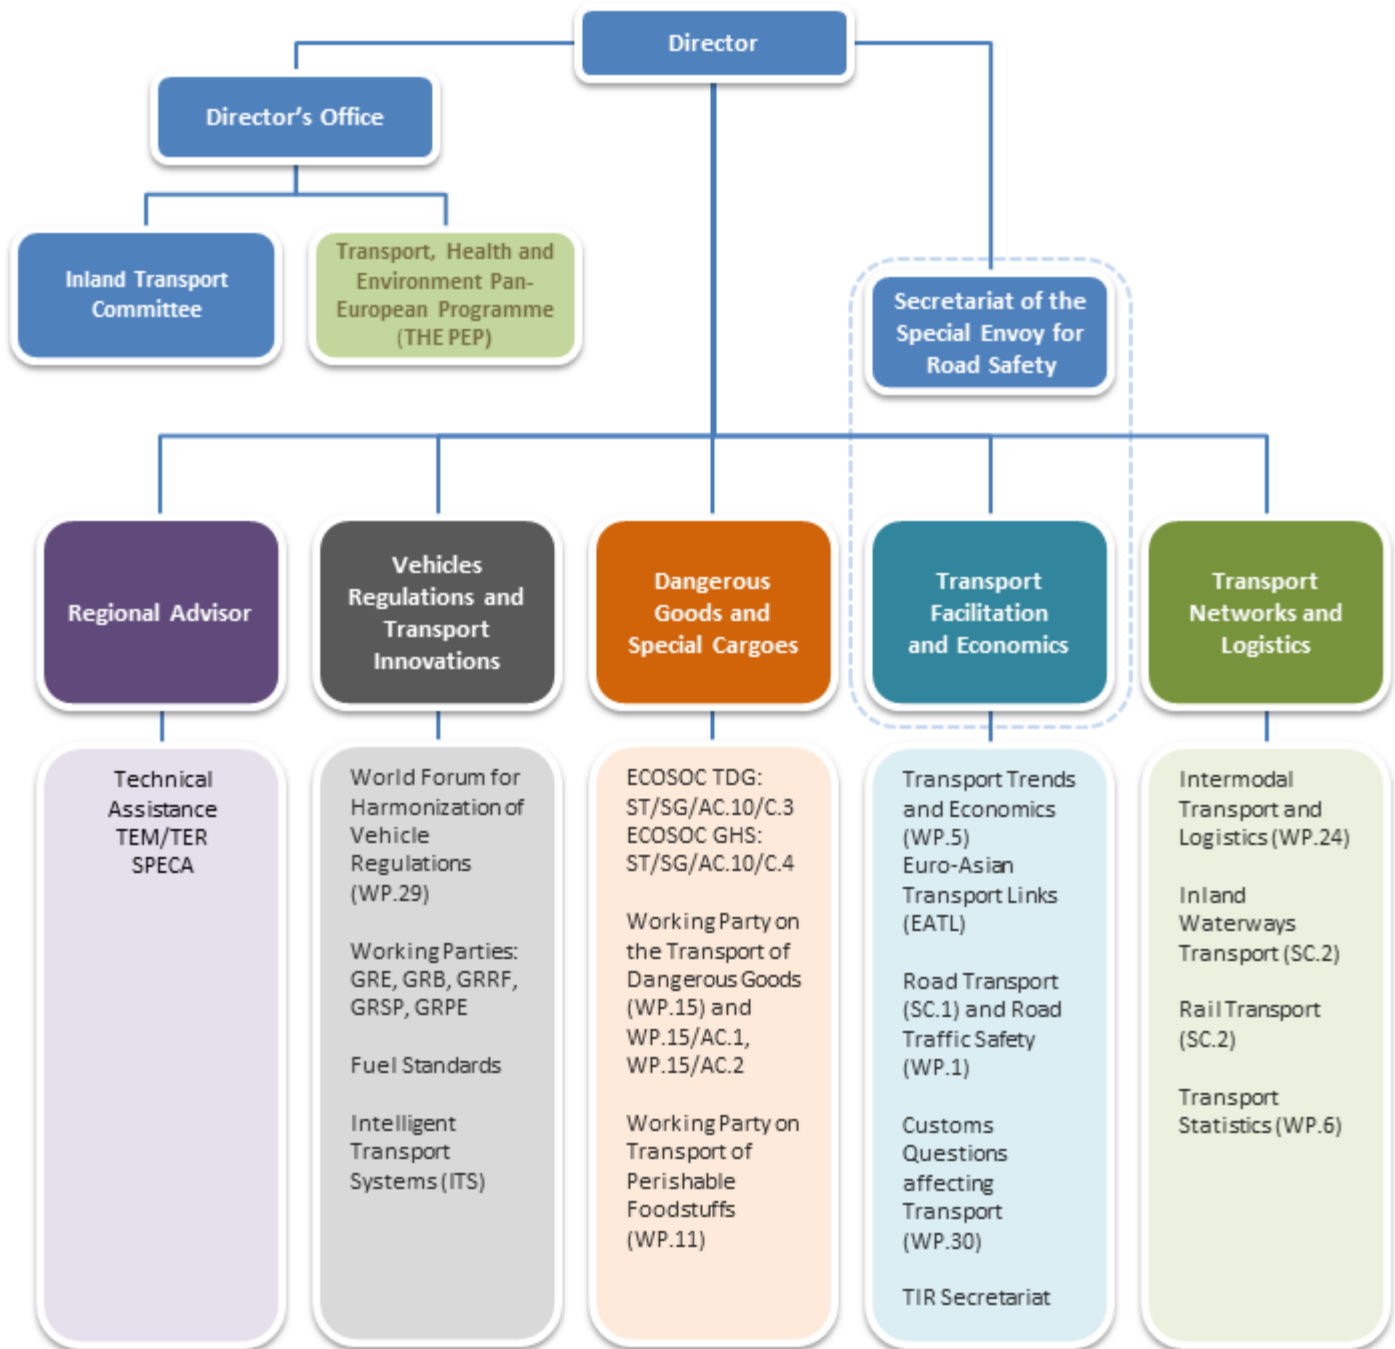 Director
Director's Office
Inland Transport
Committee
Transport, Health and
Environment Pan-
European Programme
(THE PEP)
Secretariat of the
Special Envoy for
Road Safety
Regional Advisor
Vehicles
Regulations and
Transport
Innovations
Dangerous
Goods and
Special Cargoes
Transport
Facilitation
and Economics
Transport
Networks and
Logistics
Technical
Assistance
TEM/TER
SPECA
World Forum for
Harmonization of
Vehicle
Regulations
(WP.29)
Working Parties:
GRE, GRB, GRRF,
GRSP, GRPE
Fuel Standards
Intelligent
Transport
Systems (ITS)
ECOSOC TDG:
ST/SG/AC.10/C.3
ECOSOC GHS:
ST/SG/AC.10/C.4
Working Party on
the Transport of
Dangerous Goods
(WP.15) and
WP.15/AC.1,
WP.15/AC.2
Working Party on
Transport of
Perishable
Foodstuffs
(WP.11)
Transport Trends
and Economics
(WP.5)
Euro-Asian
Transport Links
(EATL)
Road Transport
(SC.1) and Road
Traffic Safety
(WP.1)
Customs
Questions
affecting
Transport
(WP.30)
TIR Secretariat
Intermodal
Transport and
Logistics (WP.24)
Inland
Waterways
Transport (SC.2)
Rail Transport
(SC.2)
Transport
Statistics (WP.6)